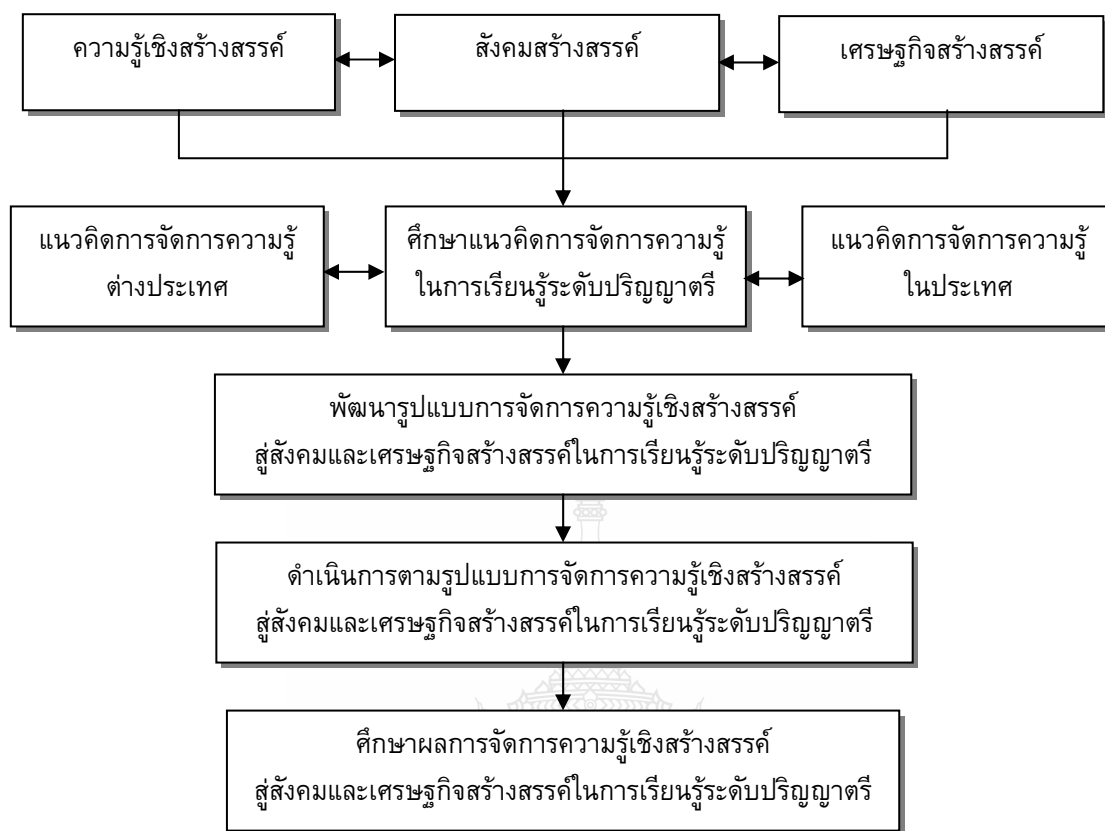 ความรู้เชิงสร้างสรรค์
สังคมสร้างสรรค์
เศรษฐกิจสร้างสรรค์
แนวคิดการจัดการความรู้
ต่างประเทศ
ศึกษาแนวคิดการจัดการความรู้
ในการเรียนรู้ระดับปริญญาตรี
แนวคิดการจัดการความรู้
ในประเทศ
พัฒนารูปแบบการจัดการความรู้เชิงสร้างสรรค์
สู่สังคมและเศรษฐกิจสร้างสรรค์ในการเรียนรู้ระดับปริญญาตรี
ดำเนินการตามรูปแบบการจัดการความรู้เชิงสร้างสรรค์
สู่สังคมและเศรษฐกิจสร้างสรรค์ในการเรียนรู้ระดับปริญญาตรี
ศึกษาผลการจัดการความรู้เชิงสร้างสรรค์
สู่สังคมและเศรษฐกิจสร้างสรรค์ในการเรียนรู้ระดับปริญญาตรี